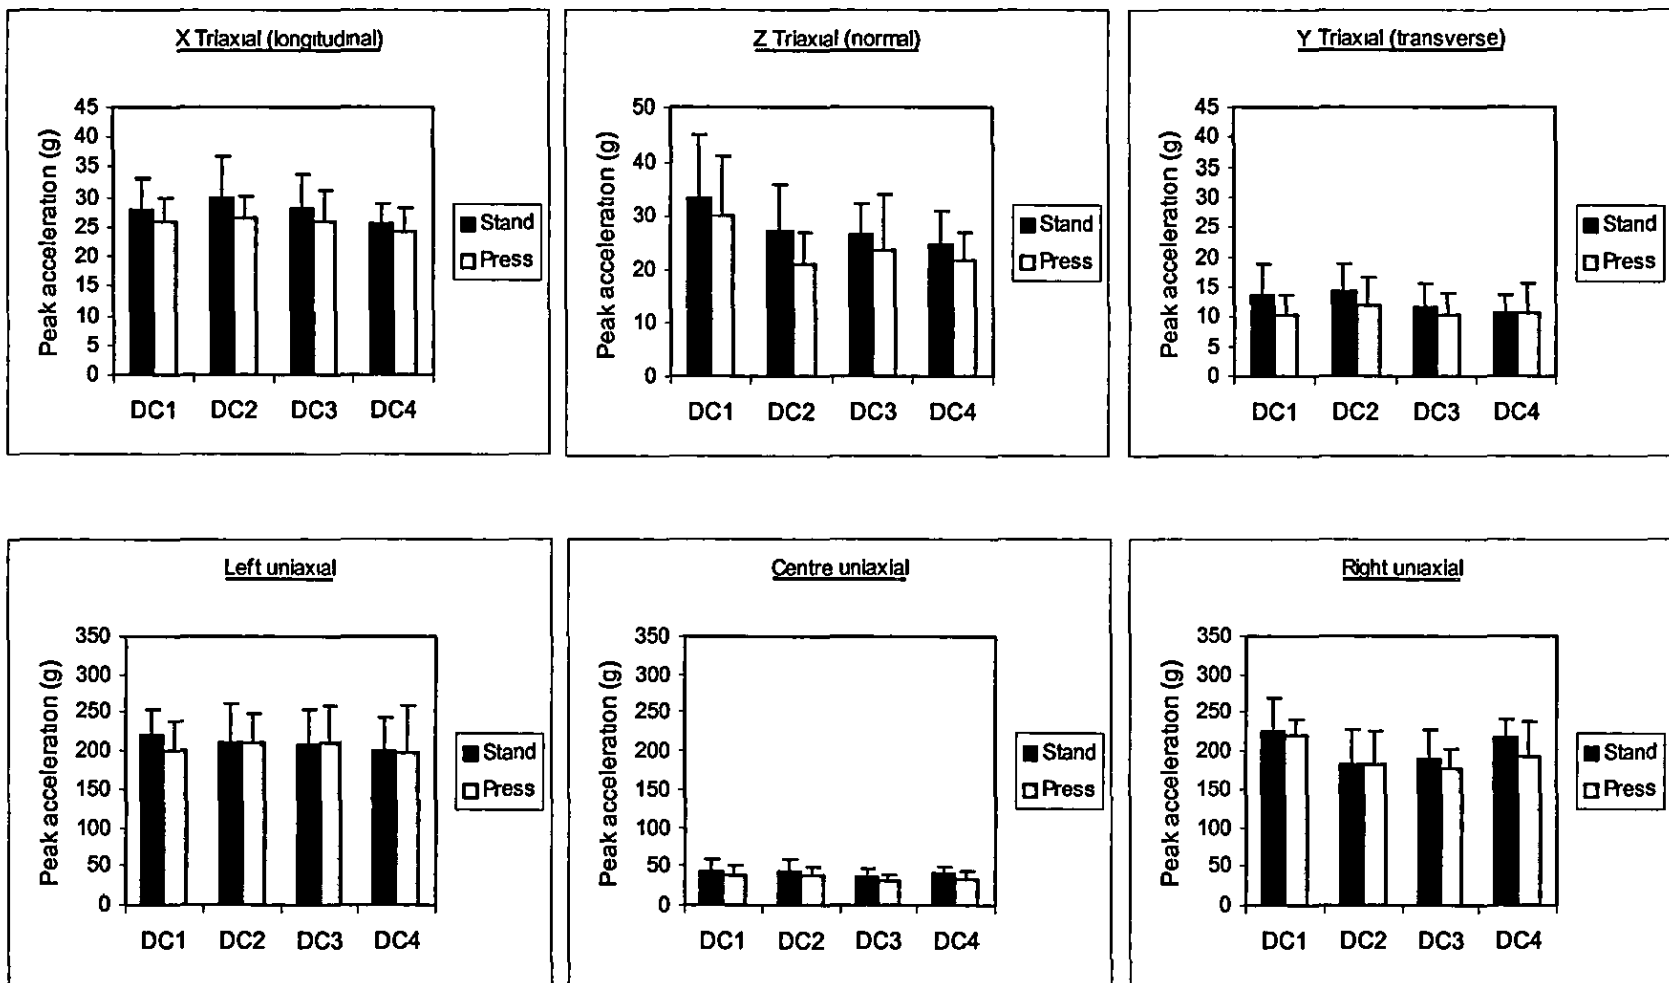 X Triaxial (longitudinal)
Peak acceleration (g)
45
40
35
30
25
20
15
10
5
0
DC1 DC2 DC3 DC4
Stand
Press
Z Triaxial (normal)
Peak acceleration (g)
50
40
30
20
10
0
DC1 DC2 DC3 DC4
Stand
Press
Y Triaxial (transverse)
Peak acceleration (g)
45
40
35
30
25
20
15
10
5
0
DC1 DC2 DC3 DC4
Stand
Press
Left uniaxial
Peak acceleration (g)
350
300
250
200
150
100
50
0
DC1 DC2 DC3 DC4
Stand
Press
Centre uniaxial
Peak acceleration (g)
350
300
250
200
150
100
50
0
DC1 DC2 DC3 DC4
Stand
Press
Right uniaxial
Peak acceleration (g)
350
300
250
200
150
100
50
0
DC1 DC2 DC3 DC4
Stand
Press